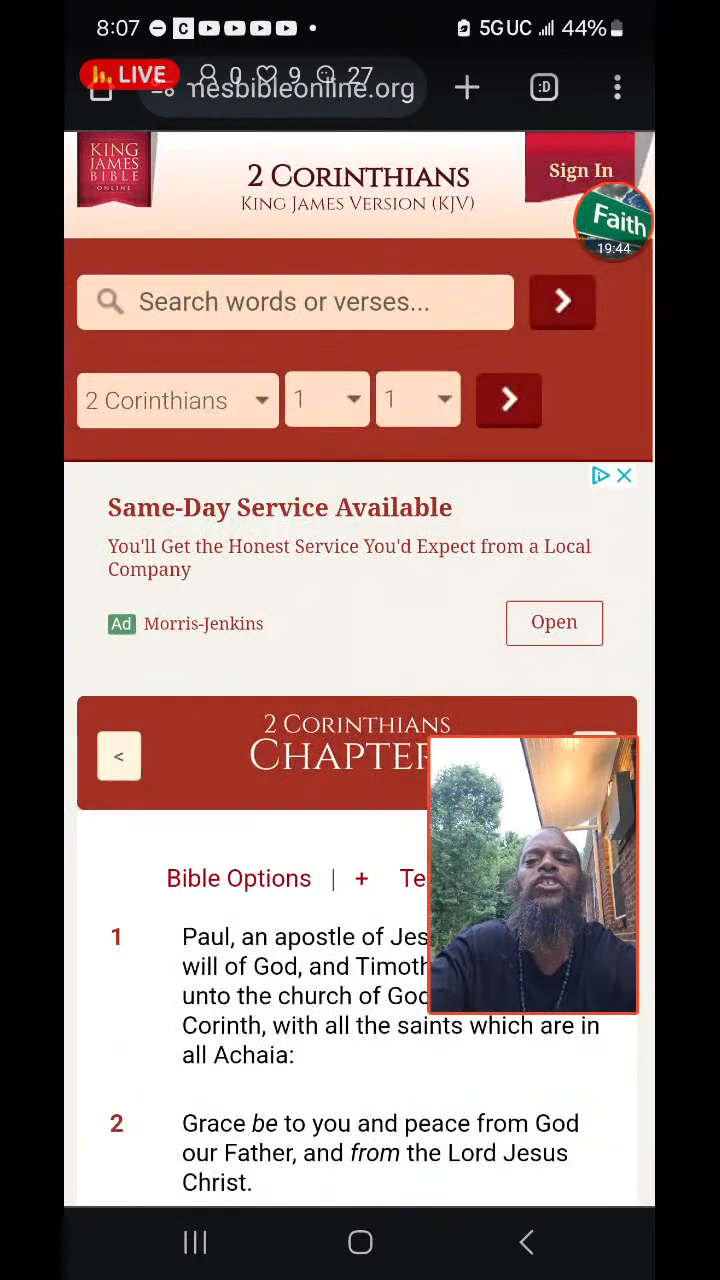 8:07 5G UC 44%
LIVE 0 9 27
nesbibleonline.org :D
KING
JAMES
BIBLE
ONLINE
2 CORINTHIANS
KING JAMES VERSION (KJV)
Sign In
Faith
19:44
Search words or verses...
2 Corinthians 1 1
Same-Day Service Available
You'll Get the Honest Service You'd Expect from a Local
Company
Ad Morris-Jenkins
Open
2 CORINTHIANS
CHAPTER
Bible Options | + Te
1 Paul, an apostle of Jes
will of God, and Timoth
unto the church of God
Corinth, with all the saints which are in
all Achaia:
2 Grace be to you and peace from God
our Father, and from the Lord Jesus
Christ.